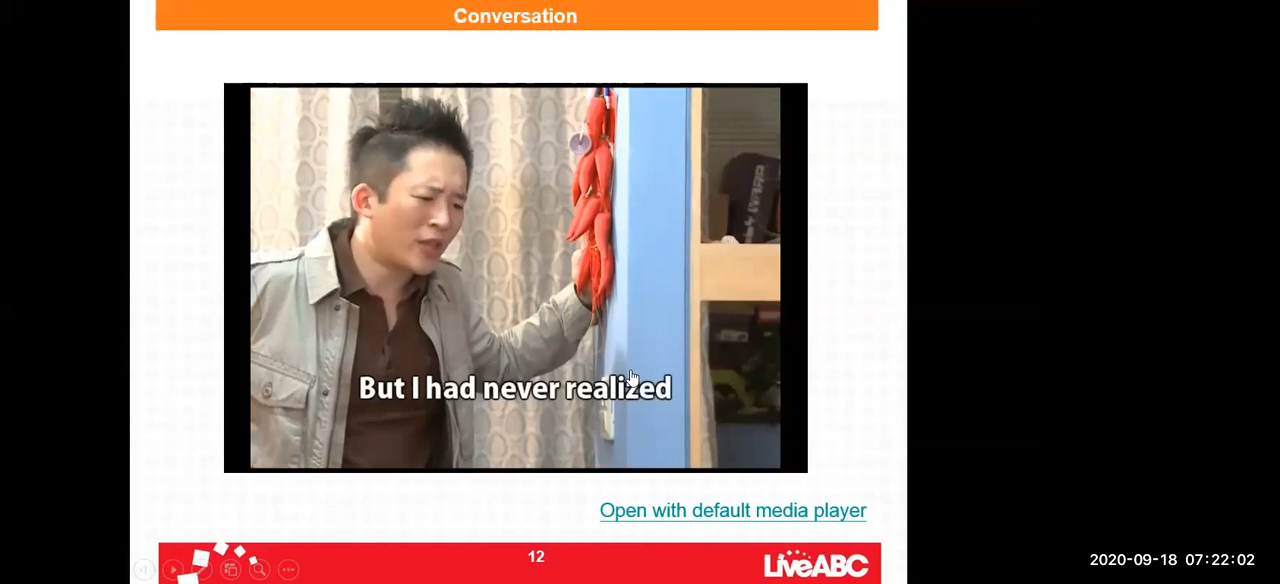 Conversation
But I had never realized
Open with default media player
12
LiveABC
2020-09-18 07:22:02